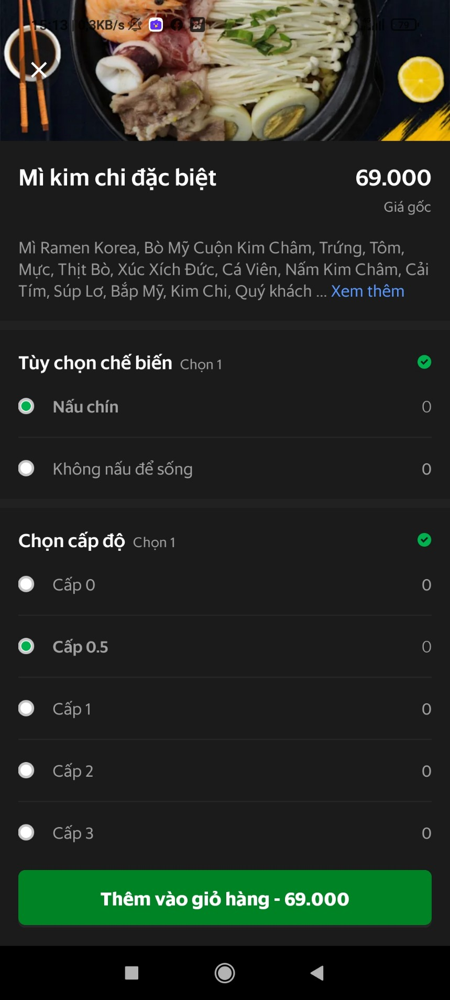 15:13 | 0,3KB/s
79
Mì kim chi đặc biệt 69.000
Giá gốc
Mì Ramen Korea, Bò Mỹ Cuộn Kim Châm, Trứng, Tôm,
Mực, Thịt Bò, Xúc Xích Đức, Cá Viên, Nấm Kim Châm, Cải
Tím, Súp Lơ, Bắp Mỹ, Kim Chi, Quý khách ... Xem thêm
Tùy chọn chế biến Chọn 1
Nấu chín 0
Không nấu để sống 0
Chọn cấp độ Chọn 1
Cấp 0 0
Cấp 0.5 0
Cấp 1 0
Cấp 2 0
Cấp 3 0
Thêm vào giỏ hàng - 69.000